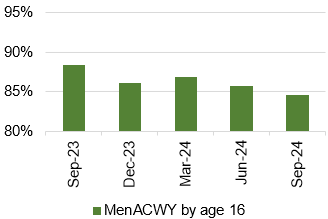 95%
90%
85%
80%
Sep-23
Dec-23
Mar-24
Jun-24
Sep-24
MenACWY by age 16